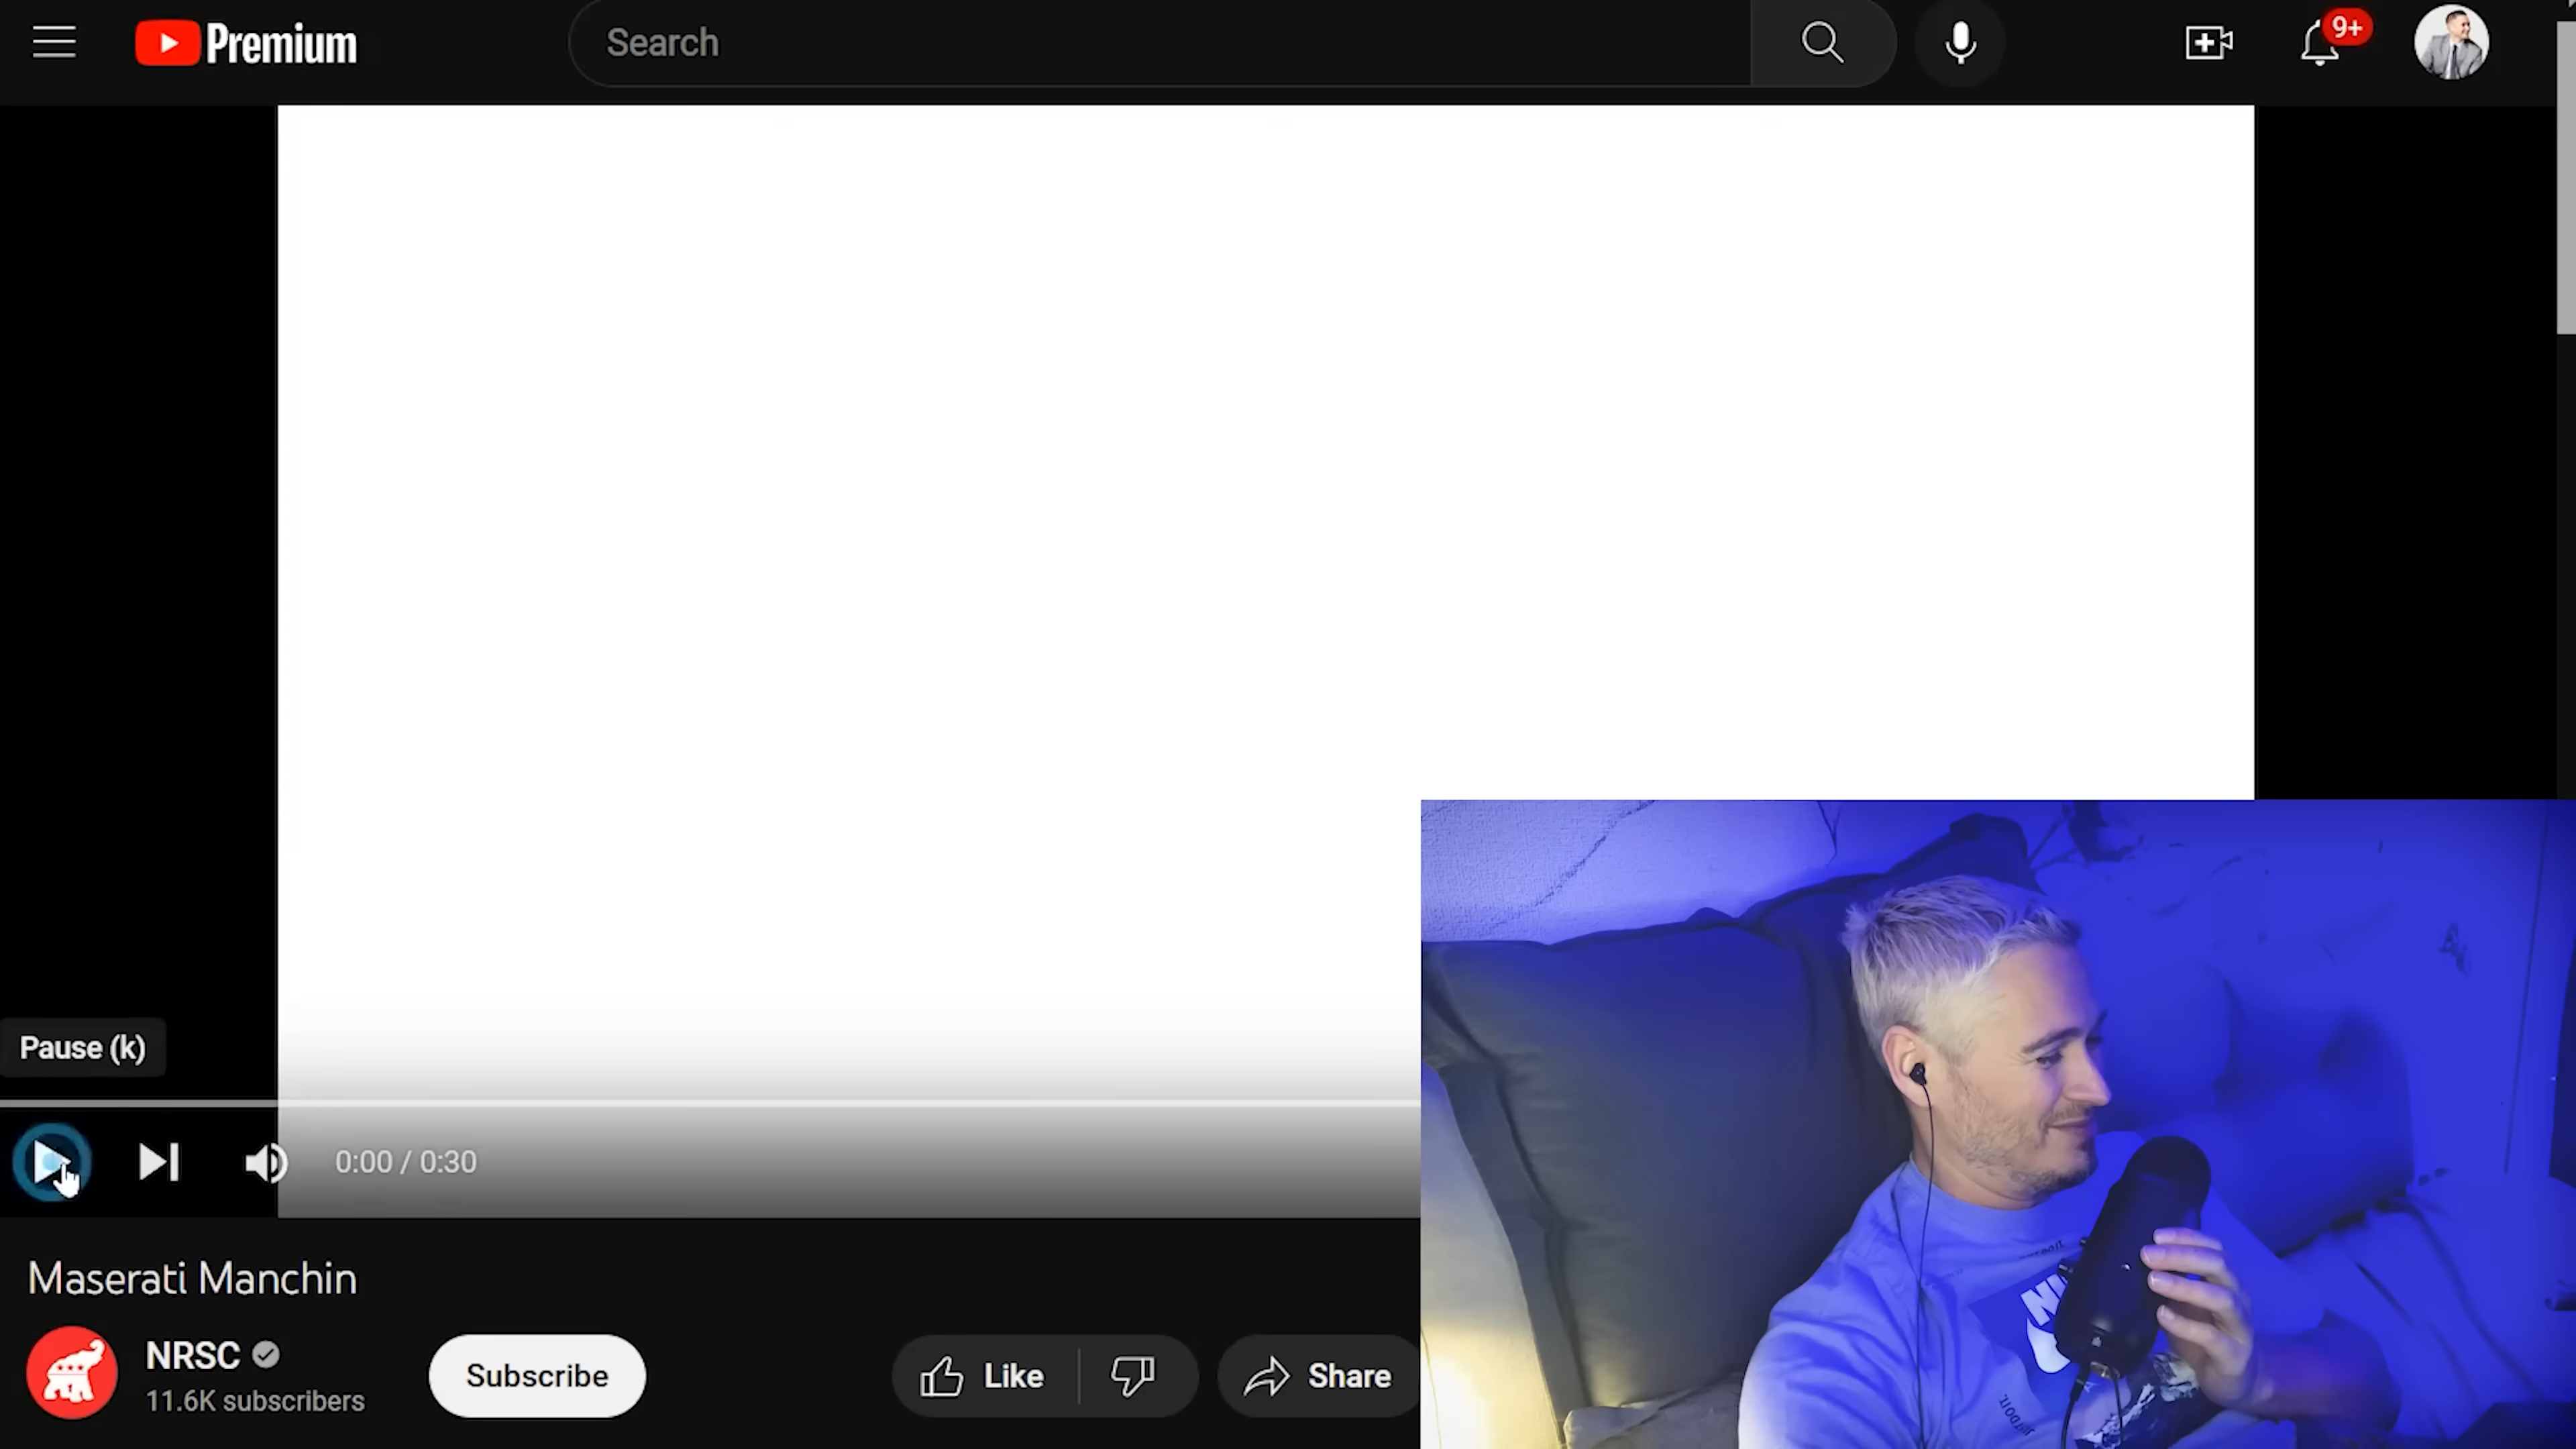 Premium
Search
9+
Pause (k)
0:00 / 0:30
Maserati Manchin
NRSC
11.6K subscribers
Subscribe
Like
Share